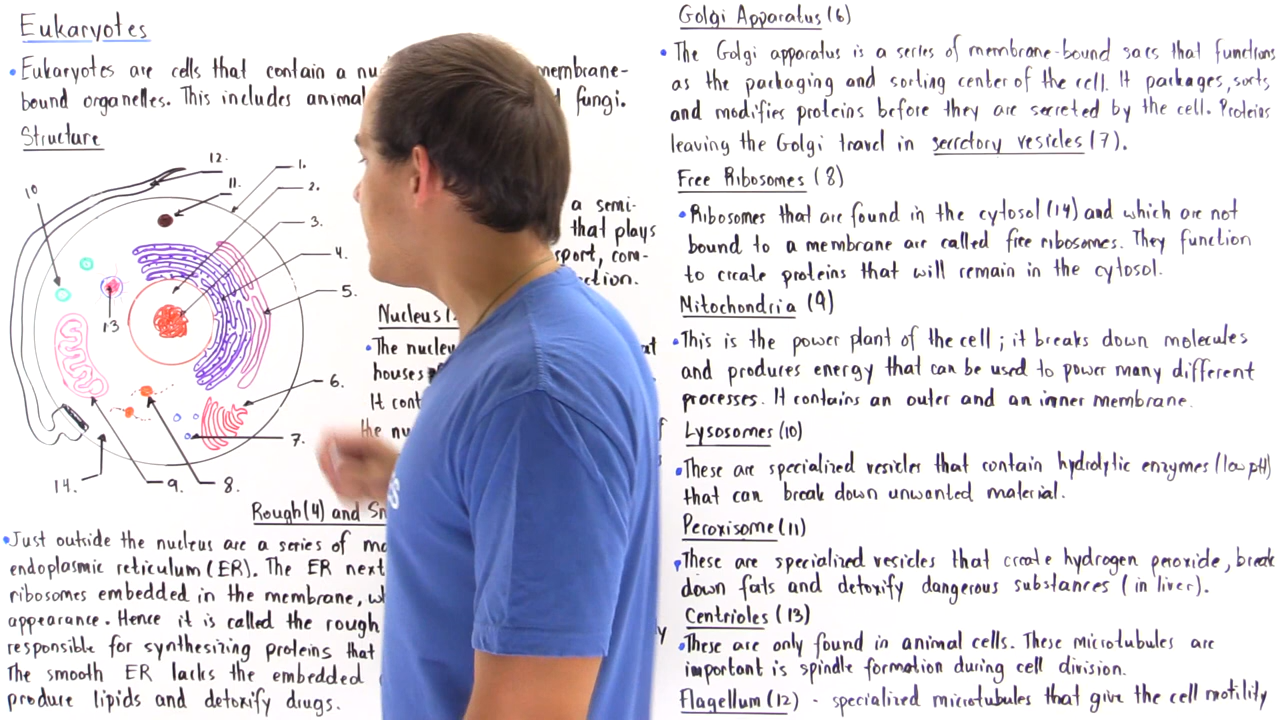 Eukaryotes
• Eukaryotes are cells that contain a membrane-
bound organelles. This includes fungi.
Structure
12.
1.
10
11.
2.
3.
4.
5.
13
6.
7.
14.
9.
8.
a semi-
that plays
com-
Nucleus
• The
houses
It
the
Rough(4) and
• Just outside the nucleus are a series of
endoplasmic reticulum (ER). The ER next
ribosomes embedded in the membrane,
appearance. Hence it is called the rough
responsible for synthesizing proteins that
The smooth ER lacks the embedded
produce lipids and detoxify drugs.
Golgi Apparatus (6)
• The Golgi apparatus is a series of membrane-bound sacs that functions
as the packaging and sorting center of the cell. It packages, sorts
and modifies proteins before they are secreted by the cell. Proteins
leaving the Golgi travel in secretory vesicles (7).
Free Ribosomes (8)
• Ribosomes that are found in the cytosol (14) and which are not
bound to a membrane are called free ribosomes. They function
to create proteins that will remain in the cytosol.
Mitochondria (9)
• This is the power plant of the cell; it breaks down molecules
and produces energy that can be used to power many different
processes. It contains an outer and an inner membrane.
Lysosomes (10)
• These are specialized vesicles that contain hydrolytic enzymes (low pH)
that can break down unwanted material.
Peroxisome (11)
• These are specialized vesicles that create hydrogen peroxide, break
down fats and detoxify dangerous substances (in liver).
Centrioles (13)
• These are only found in animal cells. These microtubules are
important is spindle formation during cell division.
Flagellum (12) - specialized microtubules that give the cell motility